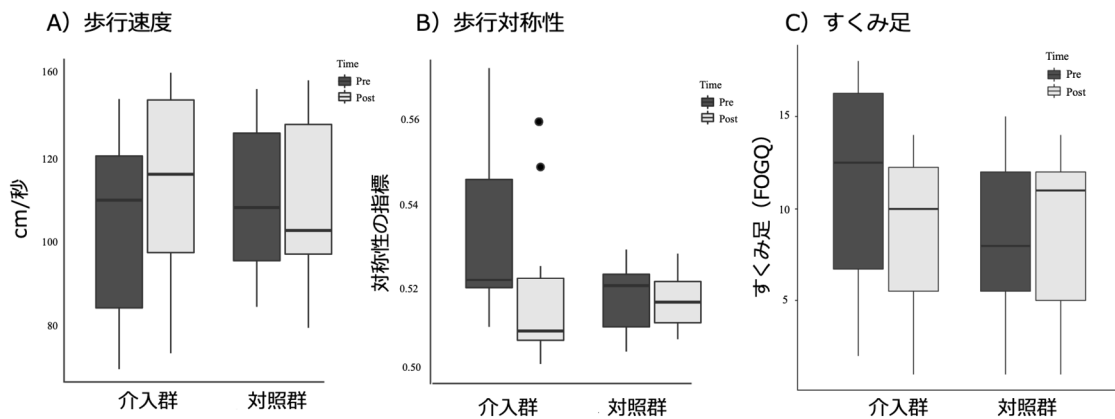 A）歩行速度
cm/秒
160
120
100
80
Time
Pre
Post
介入群
対照群
B）歩行対称性
対称性の指標
0.56
0.54
0.52
0.50
Time
Pre
Post
介入群
対照群
C）すくみ足
すくみ足（FOGQ）
15
10
5
Time
Pre
Post
介入群
対照群